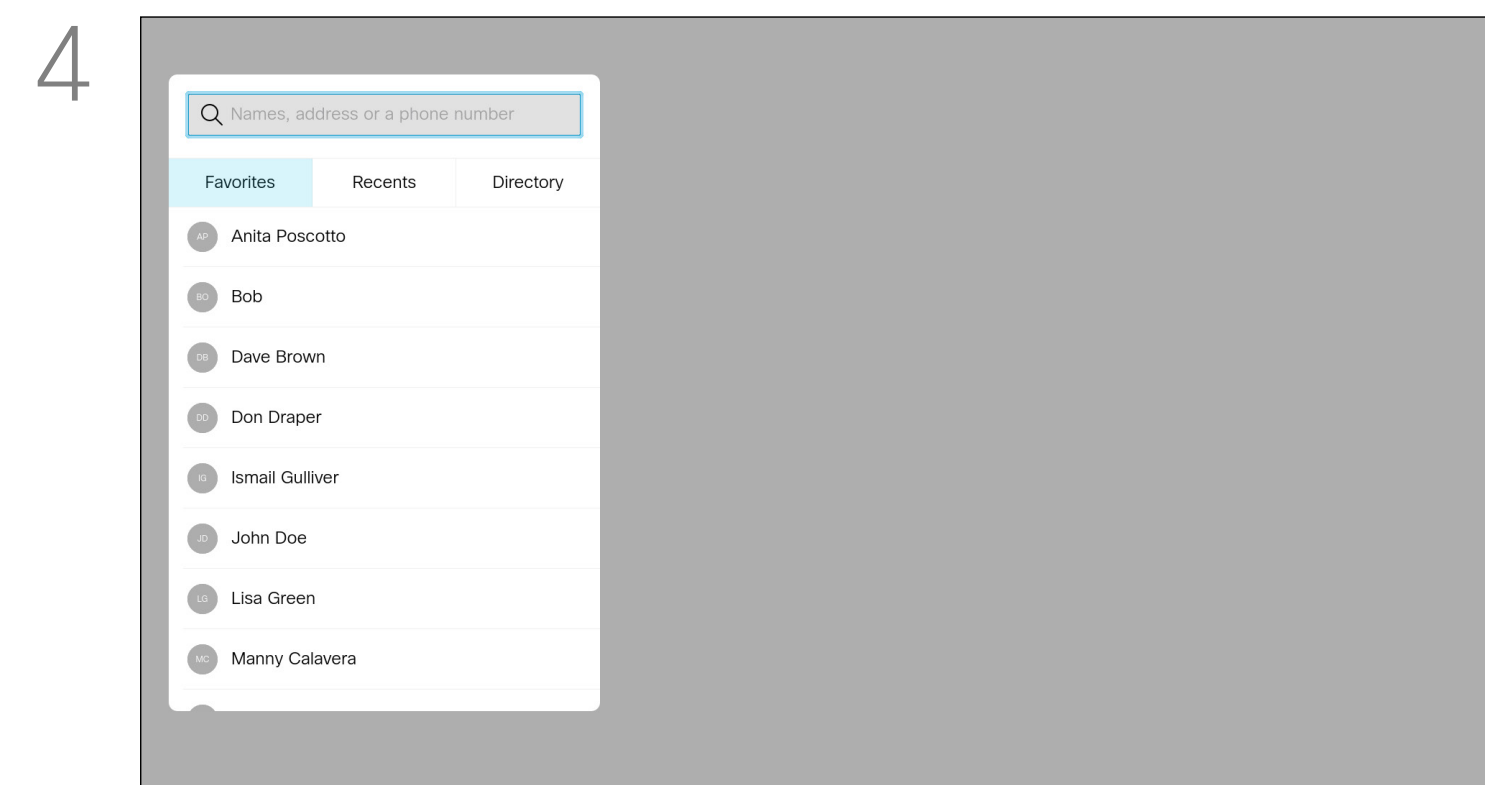 4
Names, address or a phone number
Favorites Recents Directory
AP Anita Poscotto
BO Bob
DB Dave Brown
DD Don Draper
IG Ismail Gulliver
JD John Doe
LG Lisa Green
MC Manny Calavera